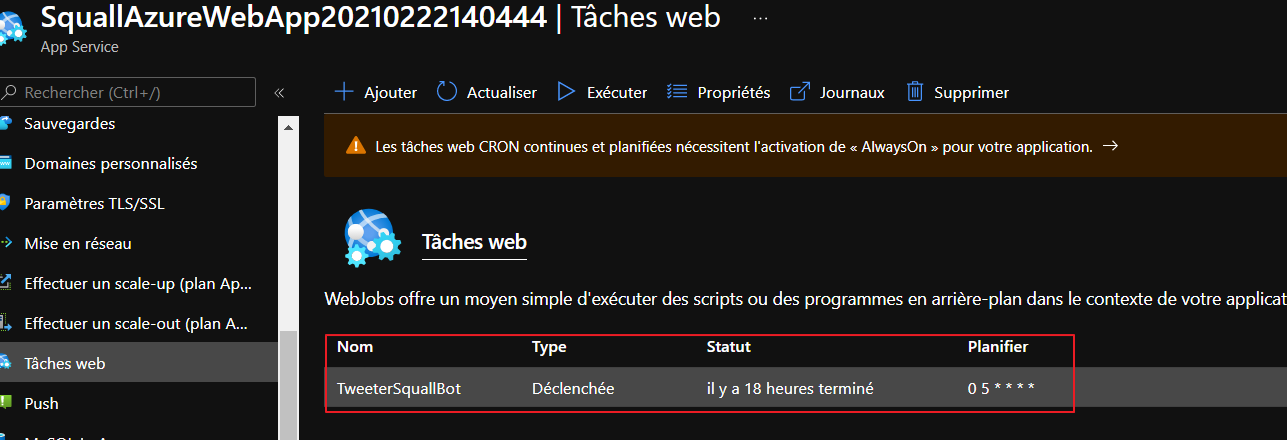 SquallAzureWebApp20210222140444 | Tâches web ...
App Service
Rechercher (Ctrl+/) «
Ajouter Actualiser Exécuter Propriétés Journaux Supprimer
Sauvegardes
Domaines personnalisés
Paramètres TLS/SSL
Mise en réseau
Effectuer un scale-up (plan Ap...
Effectuer un scale-out (plan A...
Tâches web
Push
Les tâches web CRON continues et planifiées nécessitent l'activation de « AlwaysOn » pour votre application. →
Tâches web
WebJobs offre un moyen simple d'exécuter des scripts ou des programmes en arrière-plan dans le contexte de votre applicat
Nom Type Statut Planifier
TweeterSquallBot Déclenchée il y a 18 heures terminé 0 5 * * * *